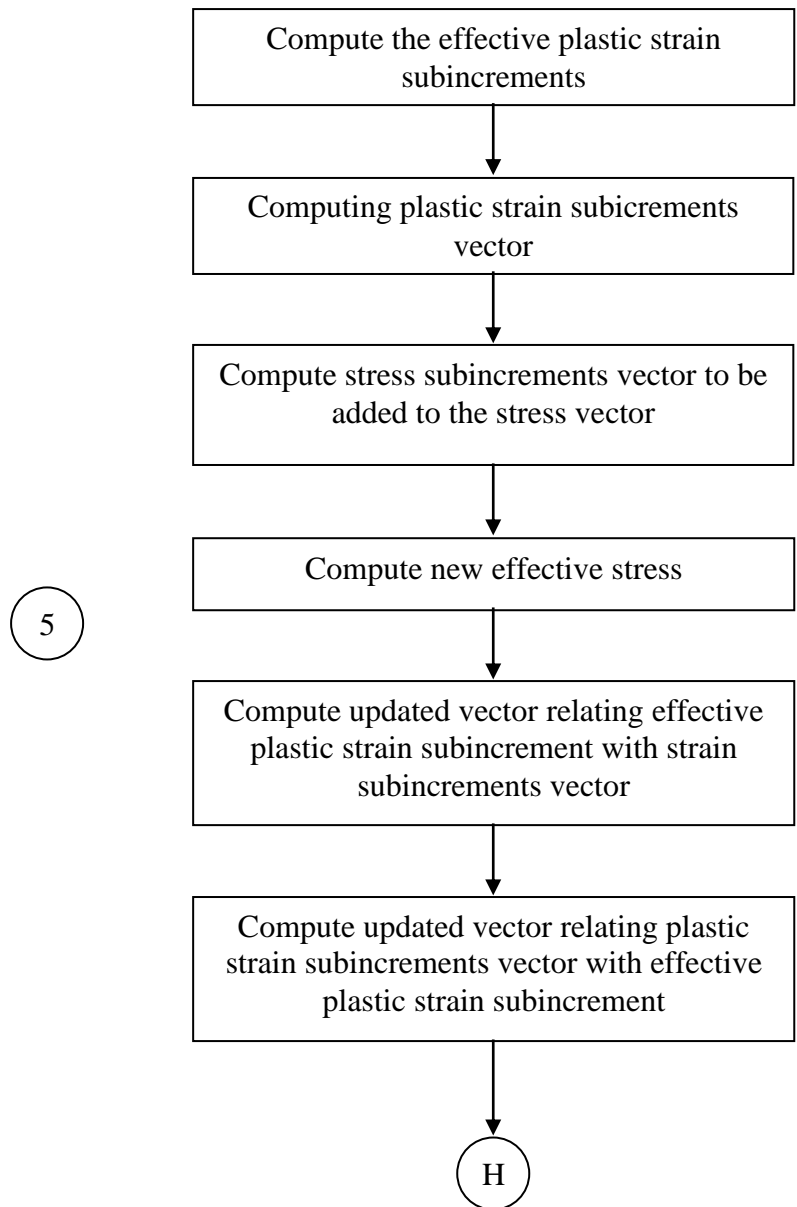 Compute the effective plastic strain
subincrements
Computing plastic strain subicrements
vector
Compute stress subincrements vector to be
added to the stress vector
Compute new effective stress
5
Compute updated vector relating effective
plastic strain subincrement with strain
subincrements vector
Compute updated vector relating plastic
strain subincrements vector with effective
plastic strain subincrement
H